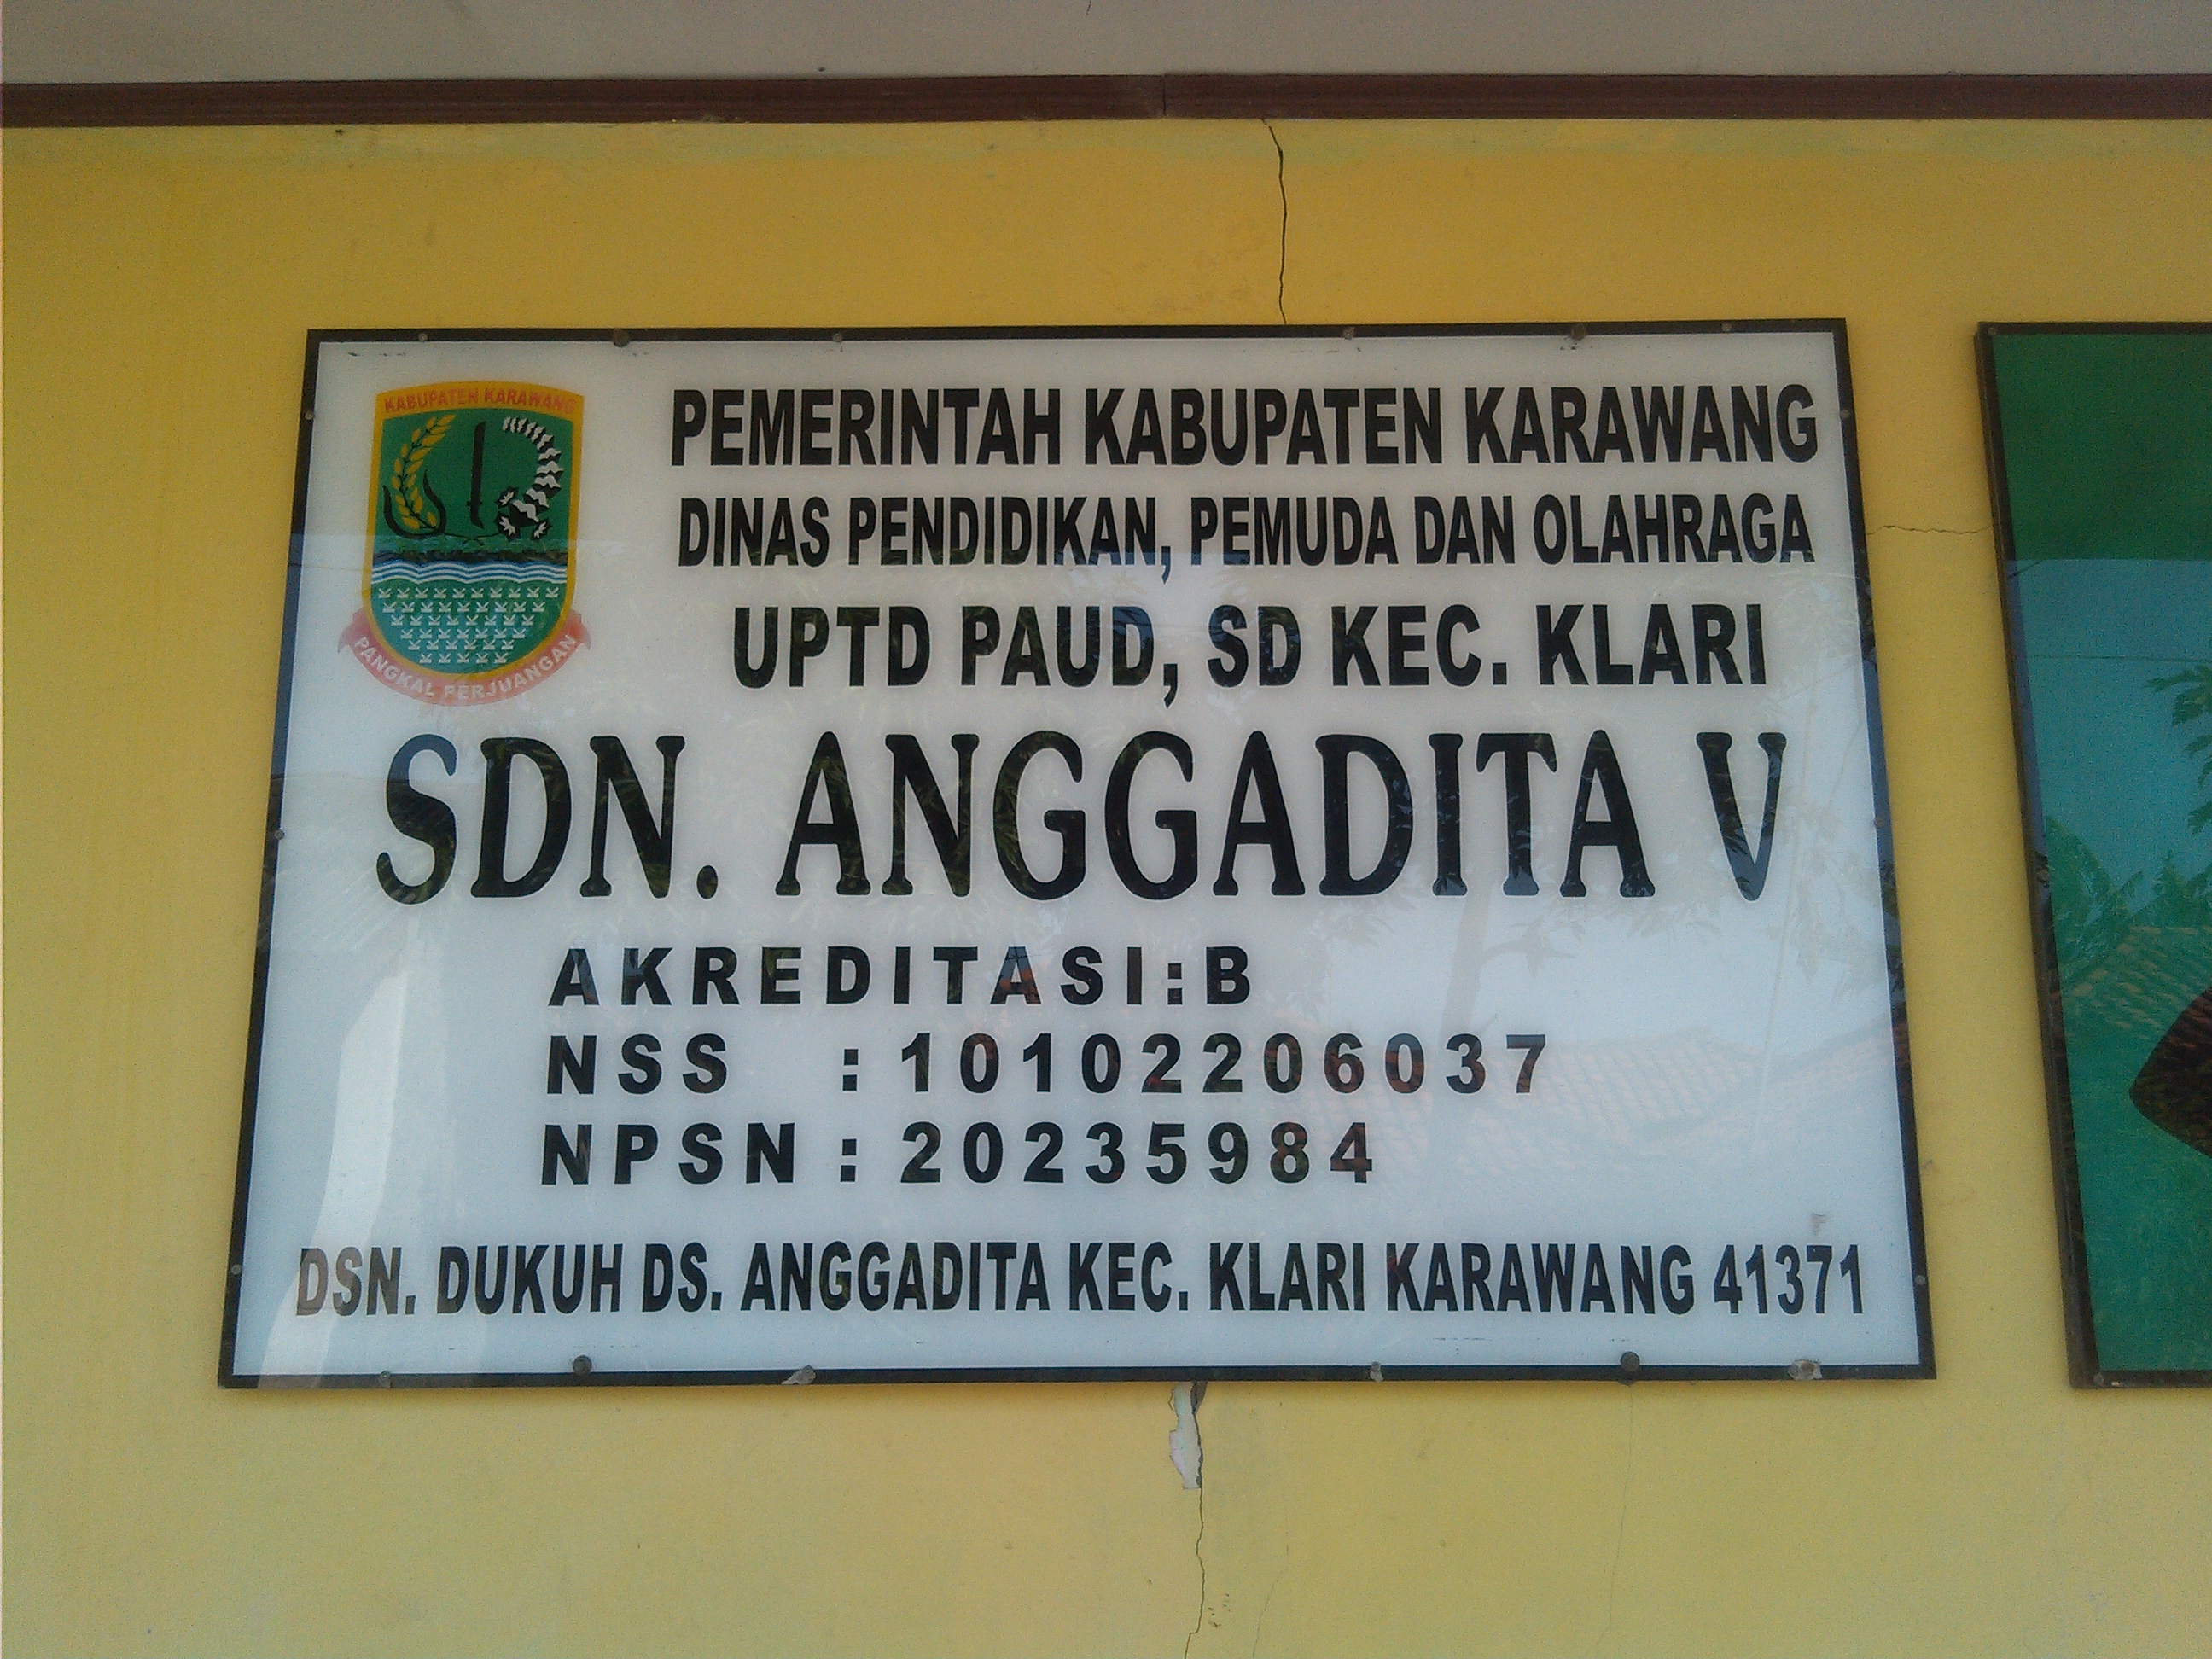 KABUPATEN KARAWANG
PANGKAL PERJUANGAN
PEMERINTAH KABUPATEN KARAWANG
DINAS PENDIDIKAN, PEMUDA DAN OLAHRAGA
UPTD PAUD, SD KEC. KLARI
SDN. ANGGADITA V
AKREDITASI:B
NSS : 10102206037
NPSN : 20235984
DSN. DUKUH DS. ANGGADITA KEC. KLARI KARAWANG 41371